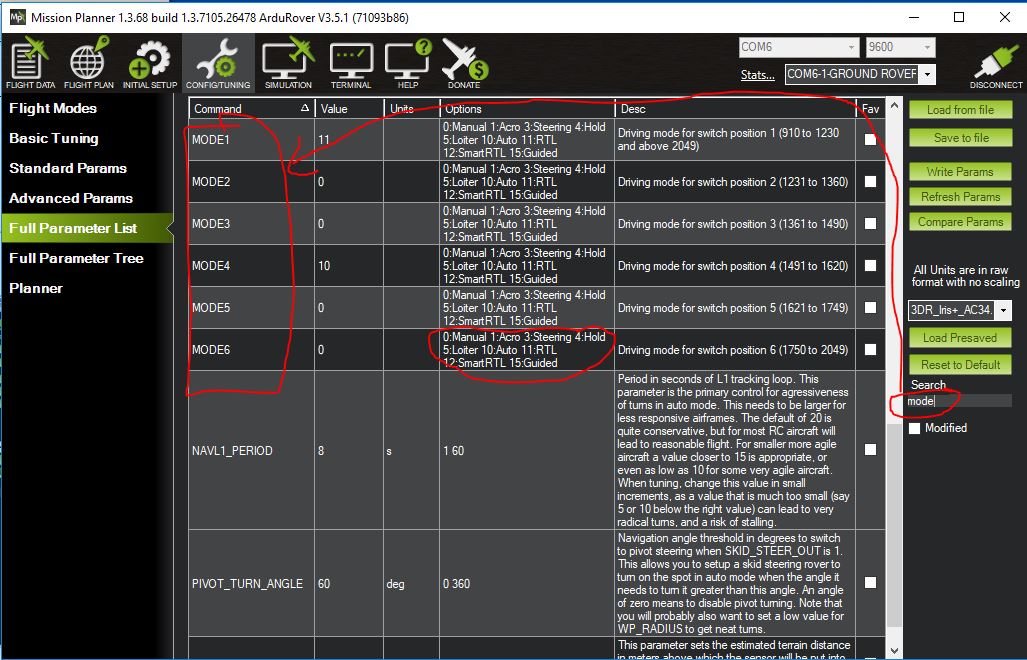 Mission Planner 1.3.68 build 1.3.7105.26478 ArduRover V3.5.1 (71093b86)
FLIGHT DATA FLIGHT PLAN INITIAL SETUP CONFIG/TUNING SIMULATION TERMINAL HELP DONATE
COM6 9600
Stats... COM6-1-GROUND ROVEF
DISCONNECT
Flight Modes
Basic Tuning
Standard Params
Advanced Params
Full Parameter List
Full Parameter Tree
Planner
Command Value Units Options Desc Fav
MODE1 11
0:Manual 1:Acro 3:Steering 4:Hold
5:Loiter 10:Auto 11:RTL
12:SmartRTL 15:Guided
Driving mode for switch position 1 (910 to 1230
and above 2049)
MODE2 0
0:Manual 1:Acro 3:Steering 4:Hold
5:Loiter 10:Auto 11:RTL
12:SmartRTL 15:Guided
Driving mode for switch position 2 (1231 to 1360)
MODE3 0
0:Manual 1:Acro 3:Steering 4:Hold
5:Loiter 10:Auto 11:RTL
12:SmartRTL 15:Guided
Driving mode for switch position 3 (1361 to 1490)
MODE4 10
0:Manual 1:Acro 3:Steering 4:Hold
5:Loiter 10:Auto 11:RTL
12:SmartRTL 15:Guided
Driving mode for switch position 4 (1491 to 1620)
MODE5 0
0:Manual 1:Acro 3:Steering 4:Hold
5:Loiter 10:Auto 11:RTL
12:SmartRTL 15:Guided
Driving mode for switch position 5 (1621 to 1749)
MODE6 0
0:Manual 1:Acro 3:Steering 4:Hold
5:Loiter 10:Auto 11:RTL
12:SmartRTL 15:Guided
Driving mode for switch position 6 (1750 to 2049)
NAVL1_PERIOD 8 s 1 60
Period in seconds of L1 tracking loop. This
parameter is the primary control for agressiveness
of turns in auto mode. This needs to be larger for
less responsive airframes. The default of 20 is
quite conservative, but for most RC aircraft will
lead to reasonable flight. For smaller more agile
aircraft a value closer to 15 is appropriate, or
even as low as 10 for some very agile aircraft.
When tuning, change this value in small
increments, as a value that is much too small (say
5 or 10 below the right value) can lead to very
radical turns, and a risk of stalling.
PIVOT_TURN_ANGLE 60 deg 0 360
Navigation angle threshold in degrees to switch
to pivot steering when SKID_STEER_OUT is 1.
This allows you to setup a skid steering rover to
turn on the spot in auto mode when the angle it
needs to turn it greater than this angle. An angle
of zero means to disable pivot turning. Note that
you will probably also want to set a low value for
WP_RADIUS to get neat turns.
This parameter sets the estimated terrain distance
in meters above which the sensor will be put into
Load from file
Save to file
Write Params
Refresh Params
Compare Params
All Units are in raw
format with no scaling
3DR_Iris+_AC34.
Load Presaved
Reset to Default
Search
mode
Modified